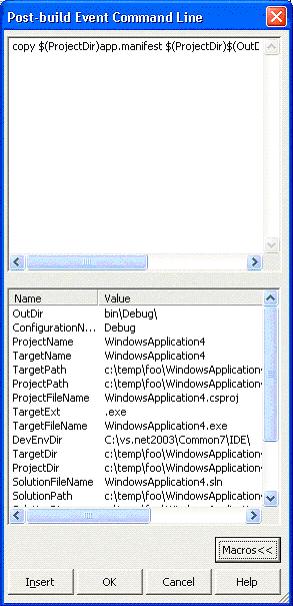 Post-build Event Command Line
copy $(ProjectDir)app.manifest $(ProjectDir)$(OutD
Name Value
OutDir bin\Debug\
ConfigurationN... Debug
ProjectName WindowsApplication4
TargetName WindowsApplication4
TargetPath c:\temp\foo\WindowsApplication
ProjectPath c:\temp\foo\WindowsApplication
ProjectFileName WindowsApplication4.csproj
TargetExt .exe
TargetFileName WindowsApplication4.exe
DevEnvDir C:\vs.net2003\Common7\IDE\
TargetDir c:\temp\foo\WindowsApplication
ProjectDir c:\temp\foo\WindowsApplication
SolutionFileName WindowsApplication4.sln
SolutionPath c:\temp\foo\WindowsApplication
Macros<<
Insert OK Cancel Help